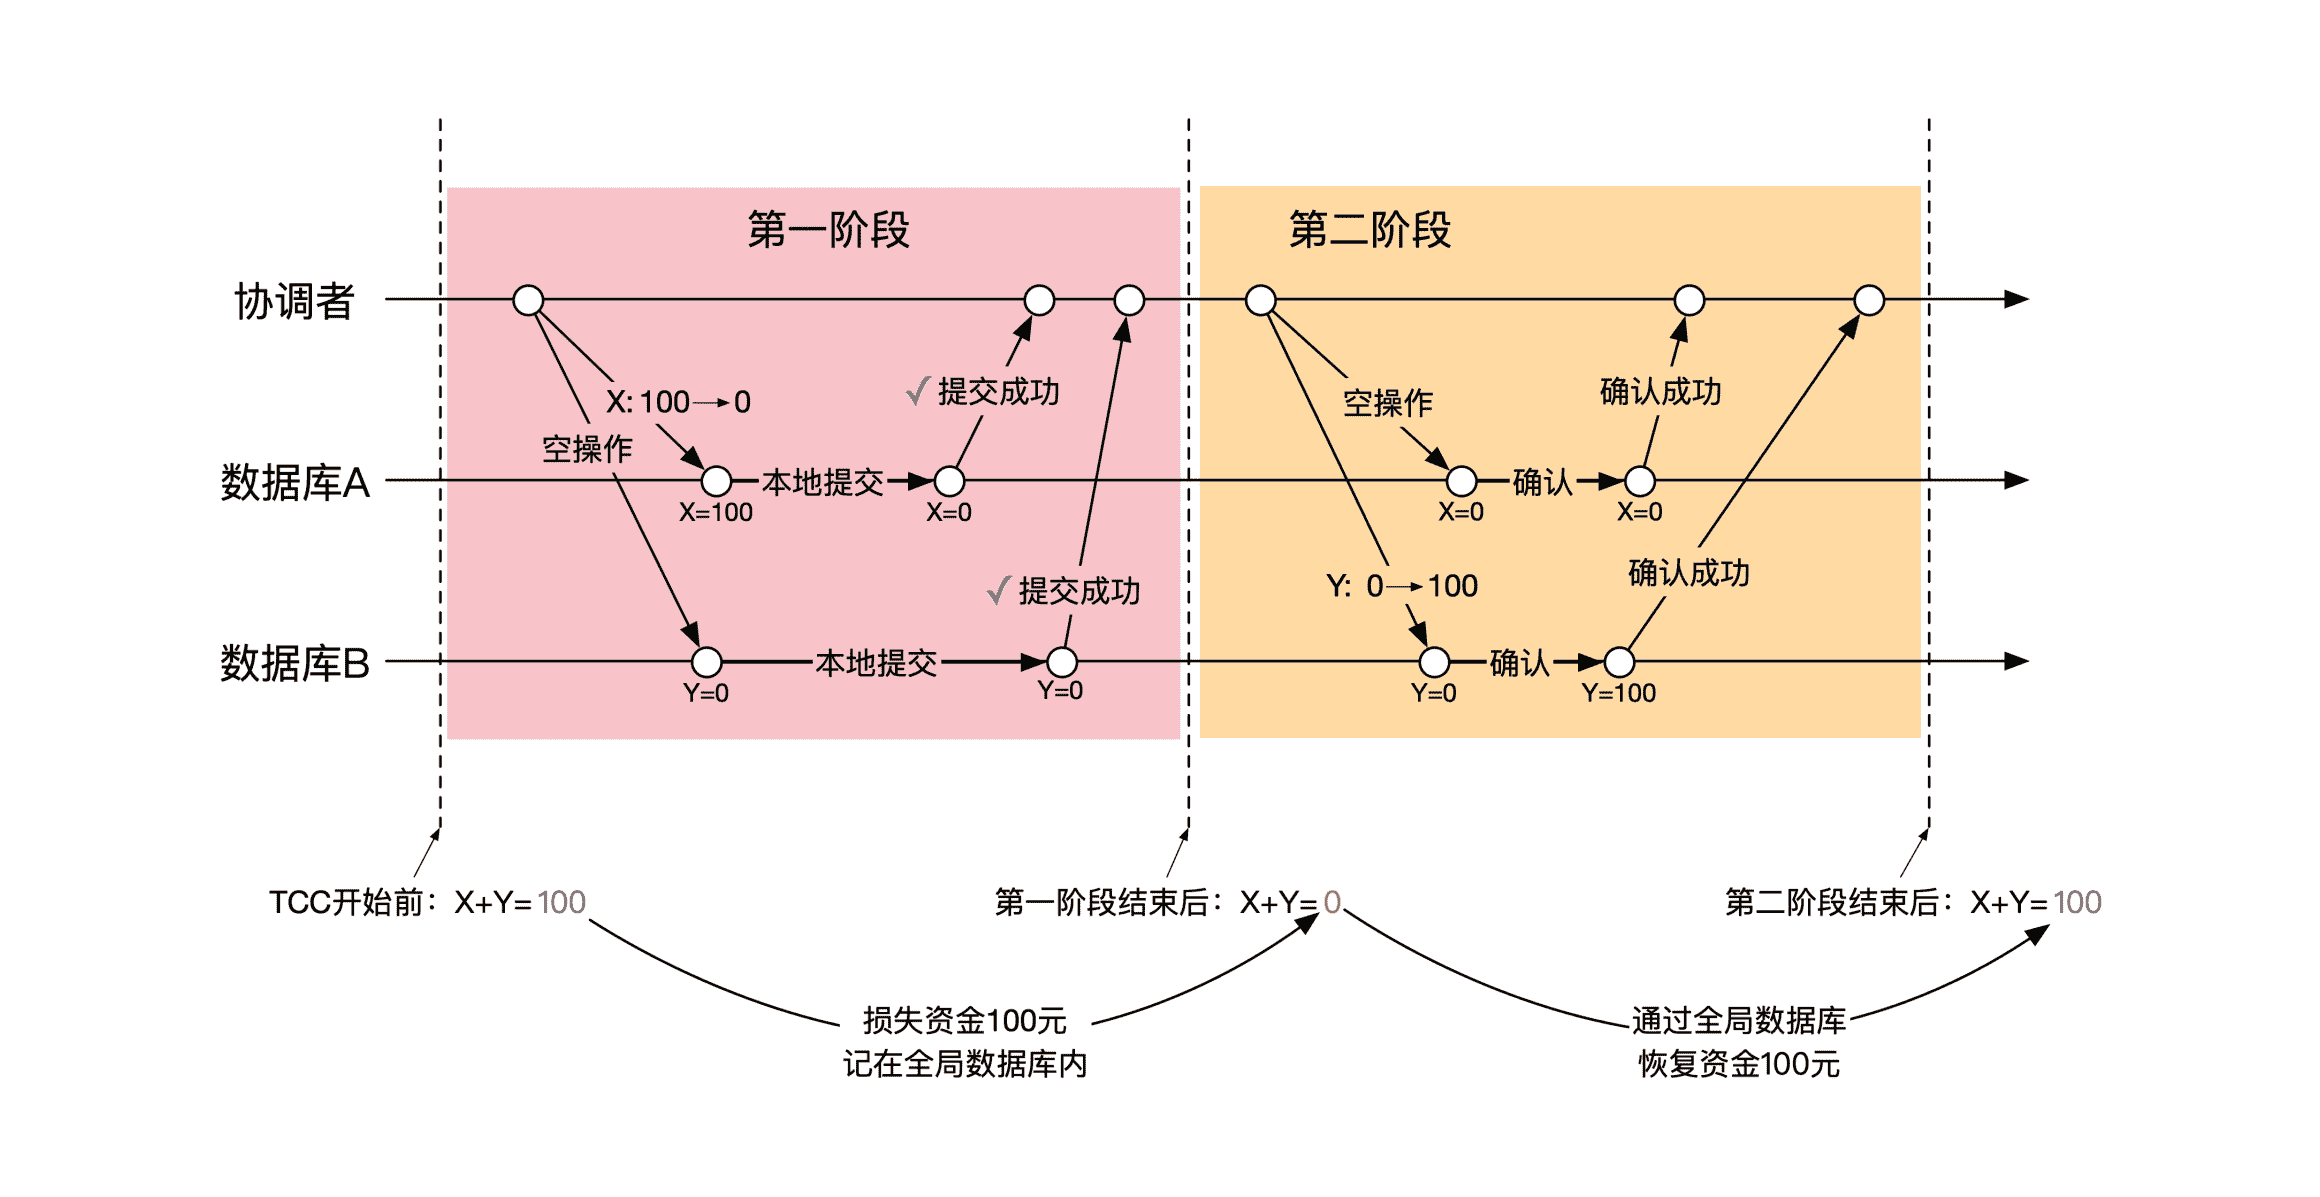 第一阶段
第二阶段
协调者
X: 100→0
空操作
✓提交成功
空操作
确认成功
数据库A
本地提交
确认
X=100
X=0
X=0
X=0
✓提交成功
Y: 0→100
确认成功
数据库B
本地提交
确认
Y=0
Y=0
Y=0
Y=100
TCC开始前：X+Y=100
第一阶段结束后：X+Y=0
第二阶段结束后：X+Y=100
损失资金100元
记在全局数据库内
通过全局数据库
恢复资金100元